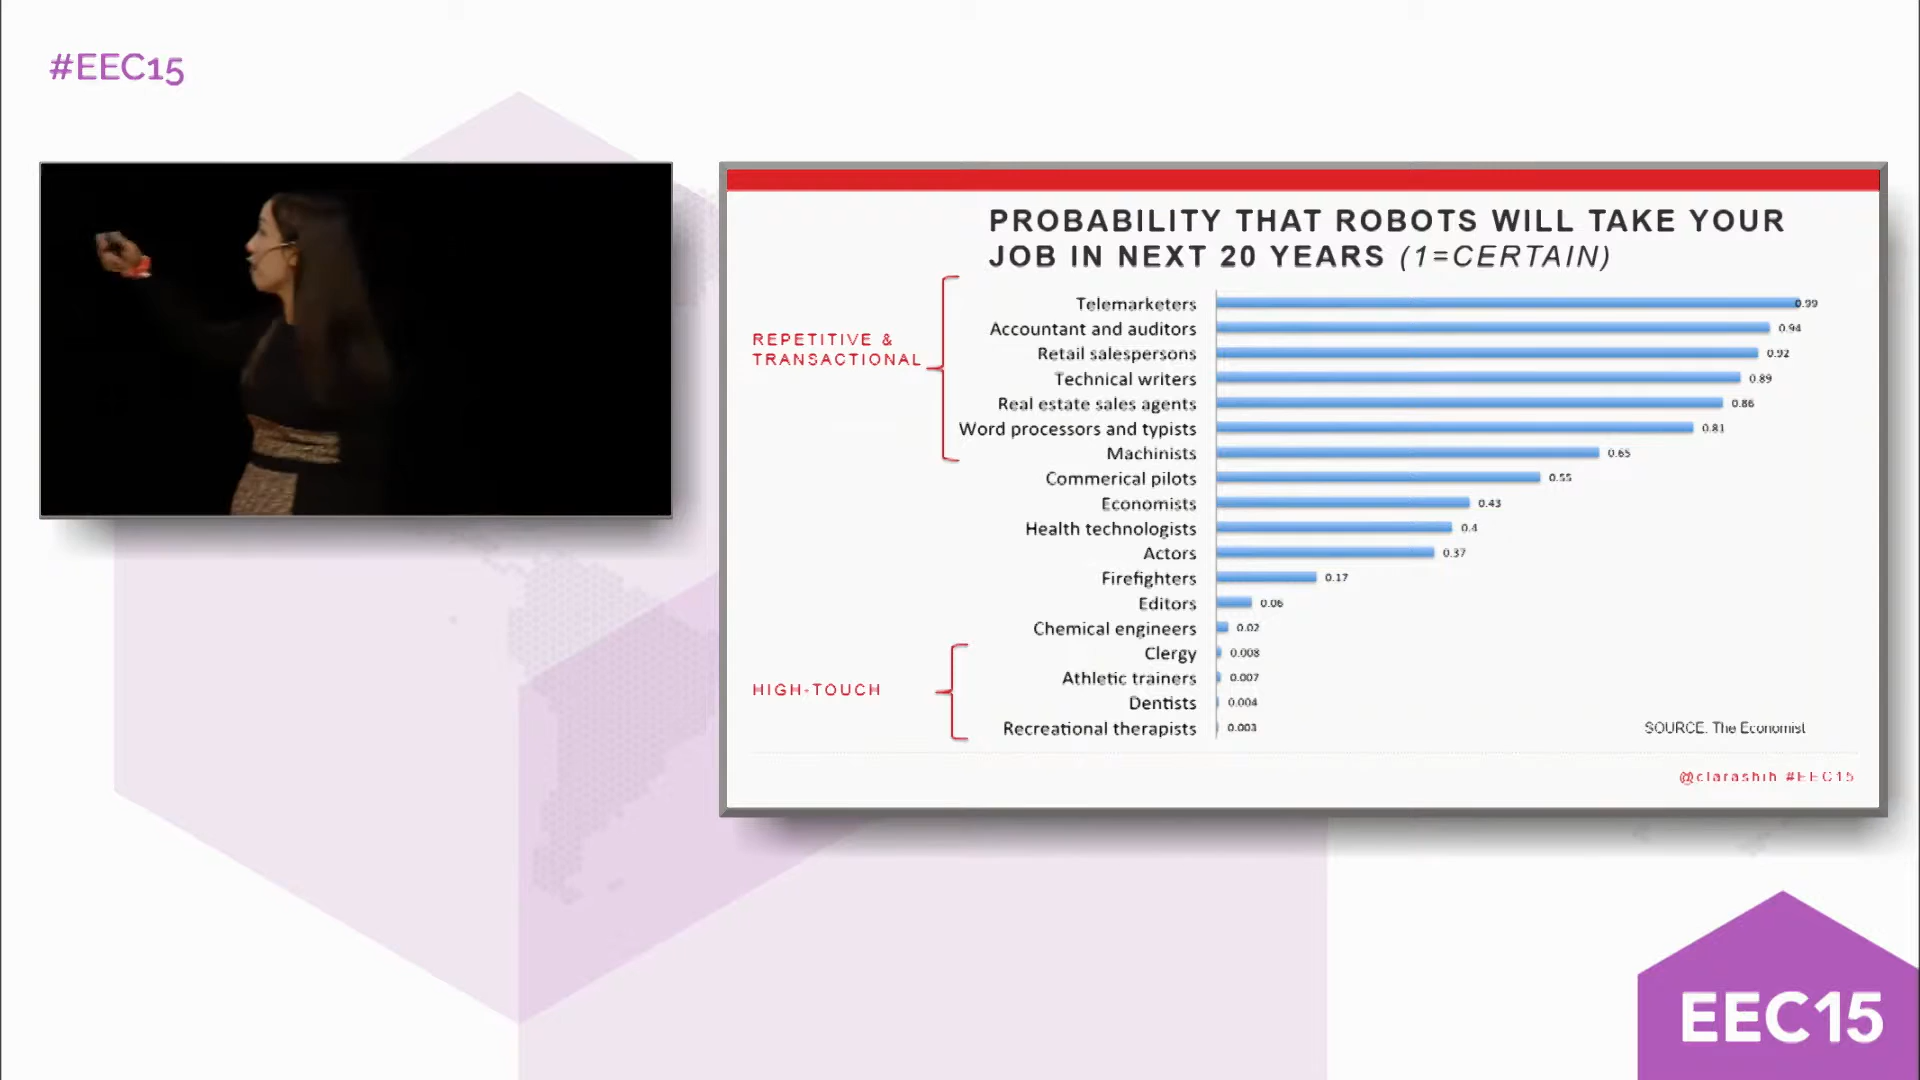 #EEC15
PROBABILITY THAT ROBOTS WILL TAKE YOUR
JOB IN NEXT 20 YEARS (1=CERTAIN)
REPETITIVE &
TRANSACTIONAL
Telemarketers 0.99
Accountant and auditors 0.94
Retail salespersons 0.92
Technical writers 0.89
Real estate sales agents 0.86
Word processors and typists 0.81
Machinists 0.65
Commerical pilots 0.55
Economists 0.43
Health technologists 0.4
Actors 0.37
Firefighters 0.17
Editors 0.06
Chemical engineers 0.02
HIGH-TOUCH
Clergy 0.008
Athletic trainers 0.007
Dentists 0.004
Recreational therapists 0.003
SOURCE: The Economist
@clarashih #EEC15
EEC15